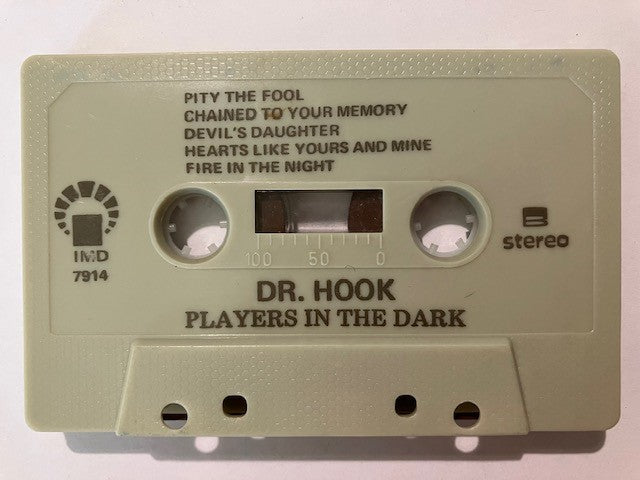 PITY THE FOOL
CHAINED TO YOUR MEMORY
DEVIL'S DAUGHTER
HEARTS LIKE YOURS AND MINE
FIRE IN THE NIGHT
IMD
7914
B
stereo
100 50 0
DR. HOOK
PLAYERS IN THE DARK